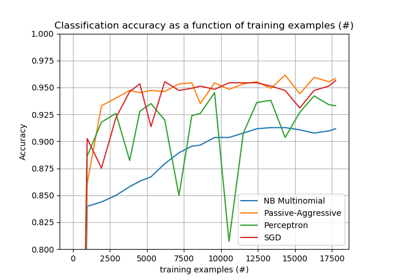 Classification accuracy as a function of training examples (#)
1.000
0.975
0.950
0.925
0.900
0.875
0.850
0.825
0.800
Accuracy
NB Multinomial
Passive-Aggressive
Perceptron
SGD
0 2500 5000 7500 10000 12500 15000 17500
training examples (#)